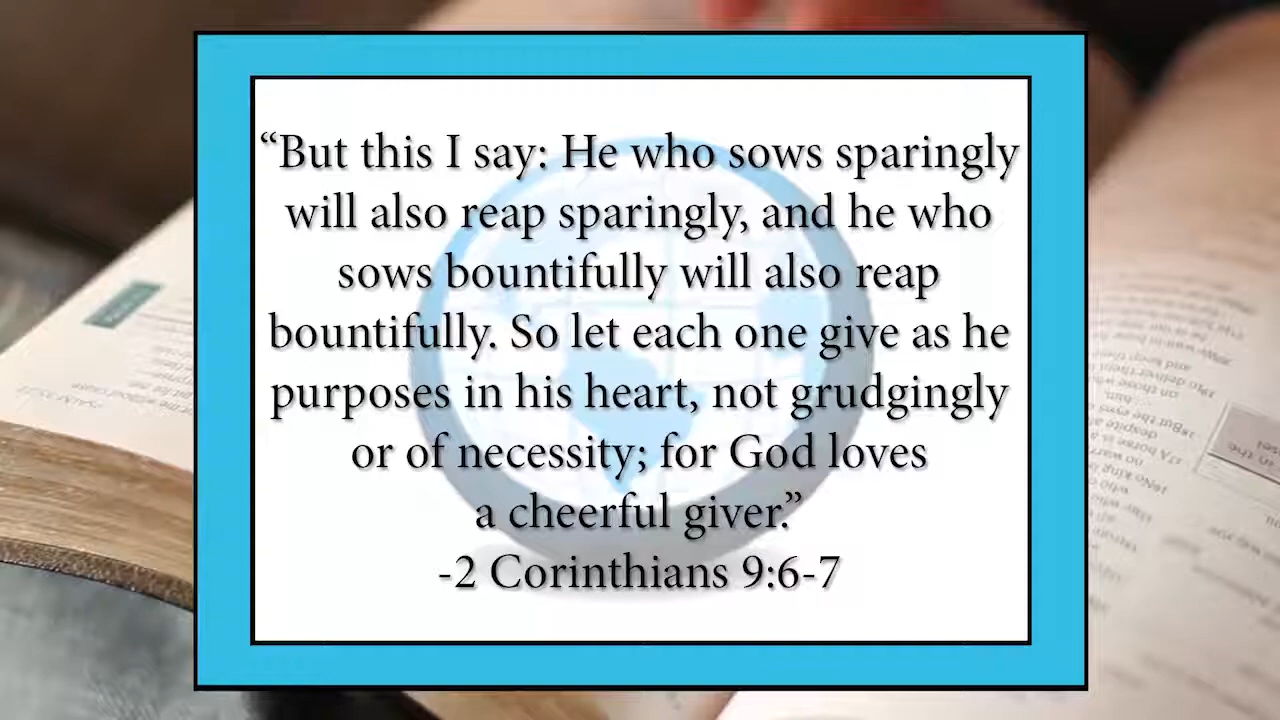 “But this I say: He who sows sparingly
will also reap sparingly, and he who
sows bountifully will also reap
bountifully. So let each one give as he
purposes in his heart, not grudgingly
or of necessity; for God loves
a cheerful giver.”
-2 Corinthians 9:6-7